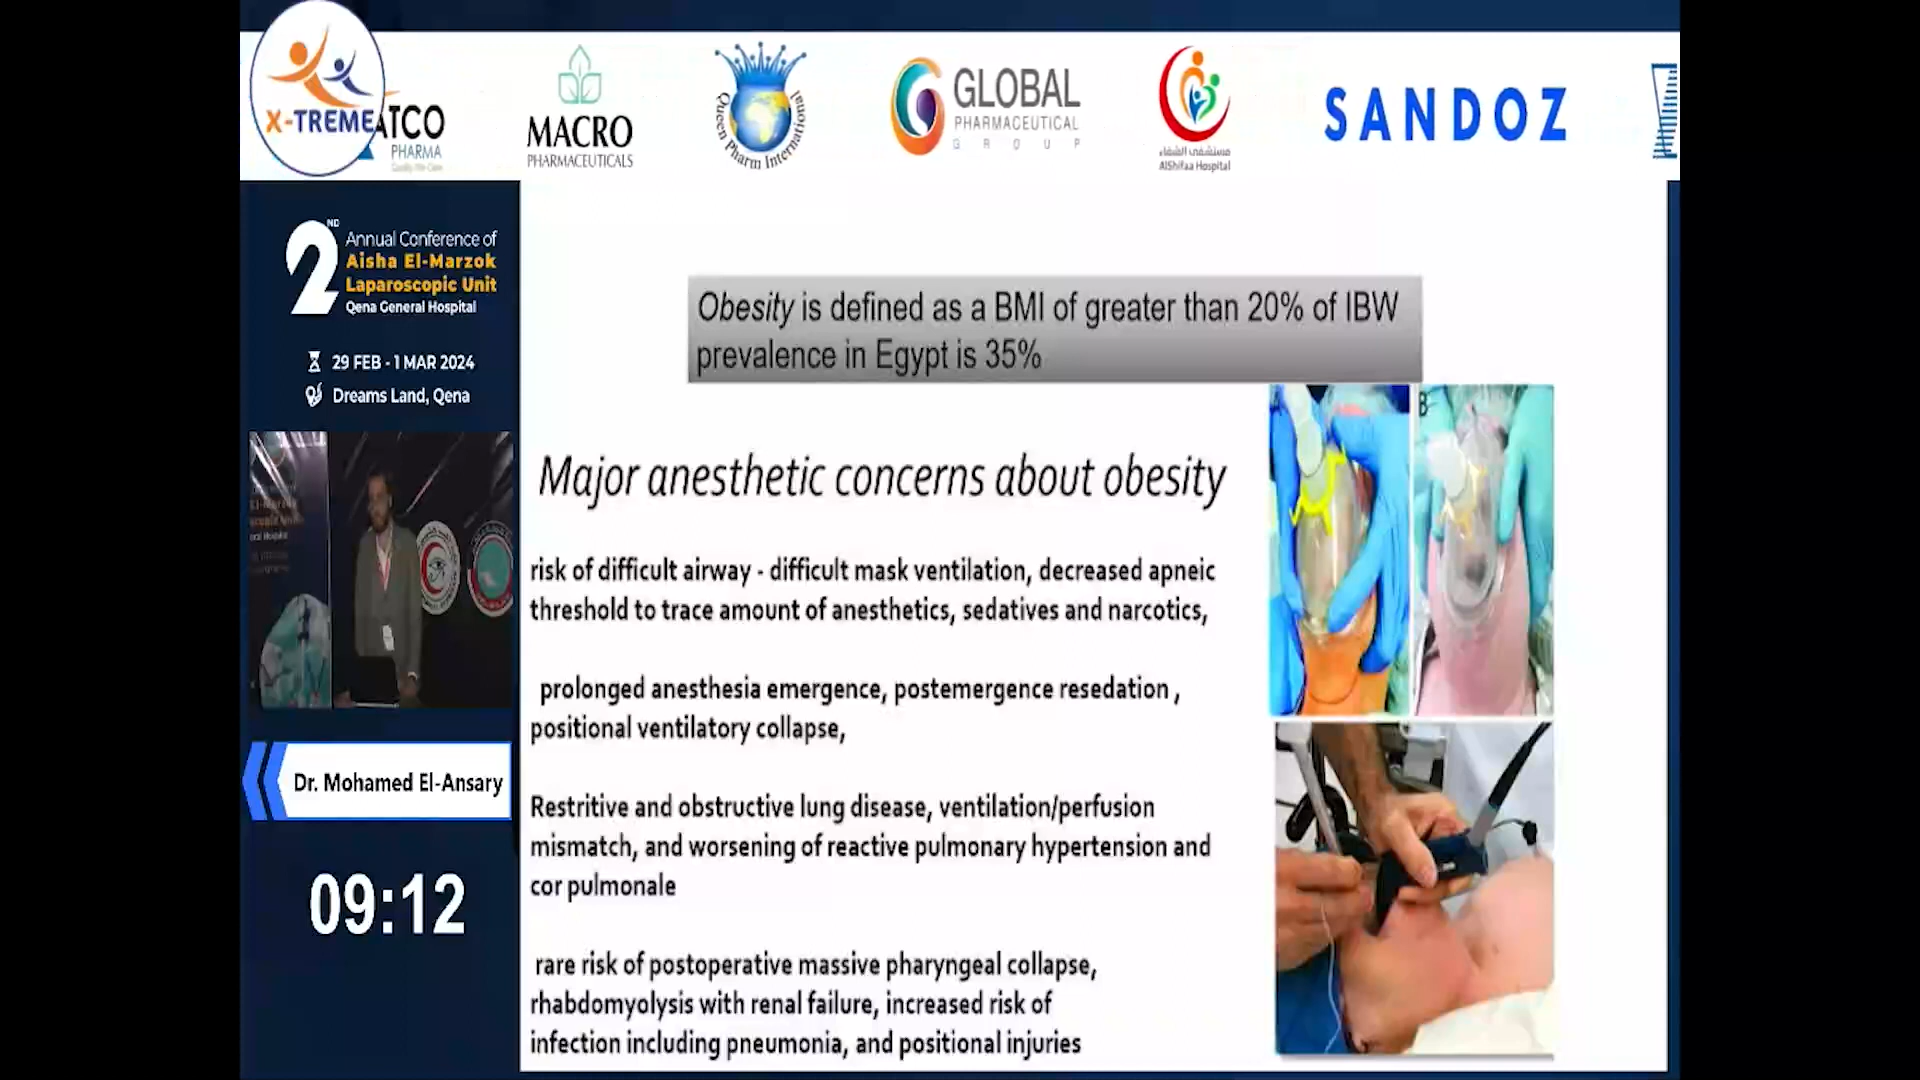 X-TREME
ATCO
PHARMA
MACRO
PHARMACEUTICALS
Queen Pharm International
GLOBAL
PHARMACEUTICAL
GROUP
مستشفى الشفاء
AlShifaa Hospital
SANDOZ
2ND
Annual Conference of
Aisha El-Marzok
Laparoscopic Unit
Qena General Hospital
29 FEB - 1 MAR 2024
Dreams Land, Qena
Dr. Mohamed El-Ansary
09:12
Obesity is defined as a BMI of greater than 20% of IBW
prevalence in Egypt is 35%
Major anesthetic concerns about obesity
risk of difficult airway - difficult mask ventilation, decreased apneic
threshold to trace amount of anesthetics, sedatives and narcotics,
prolonged anesthesia emergence, postemergence resedation ,
positional ventilatory collapse,
Restritive and obstructive lung disease, ventilation/perfusion
mismatch, and worsening of reactive pulmonary hypertension and
cor pulmonale
rare risk of postoperative massive pharyngeal collapse,
rhabdomyolysis with renal failure, increased risk of
infection including pneumonia, and positional injuries
A
B